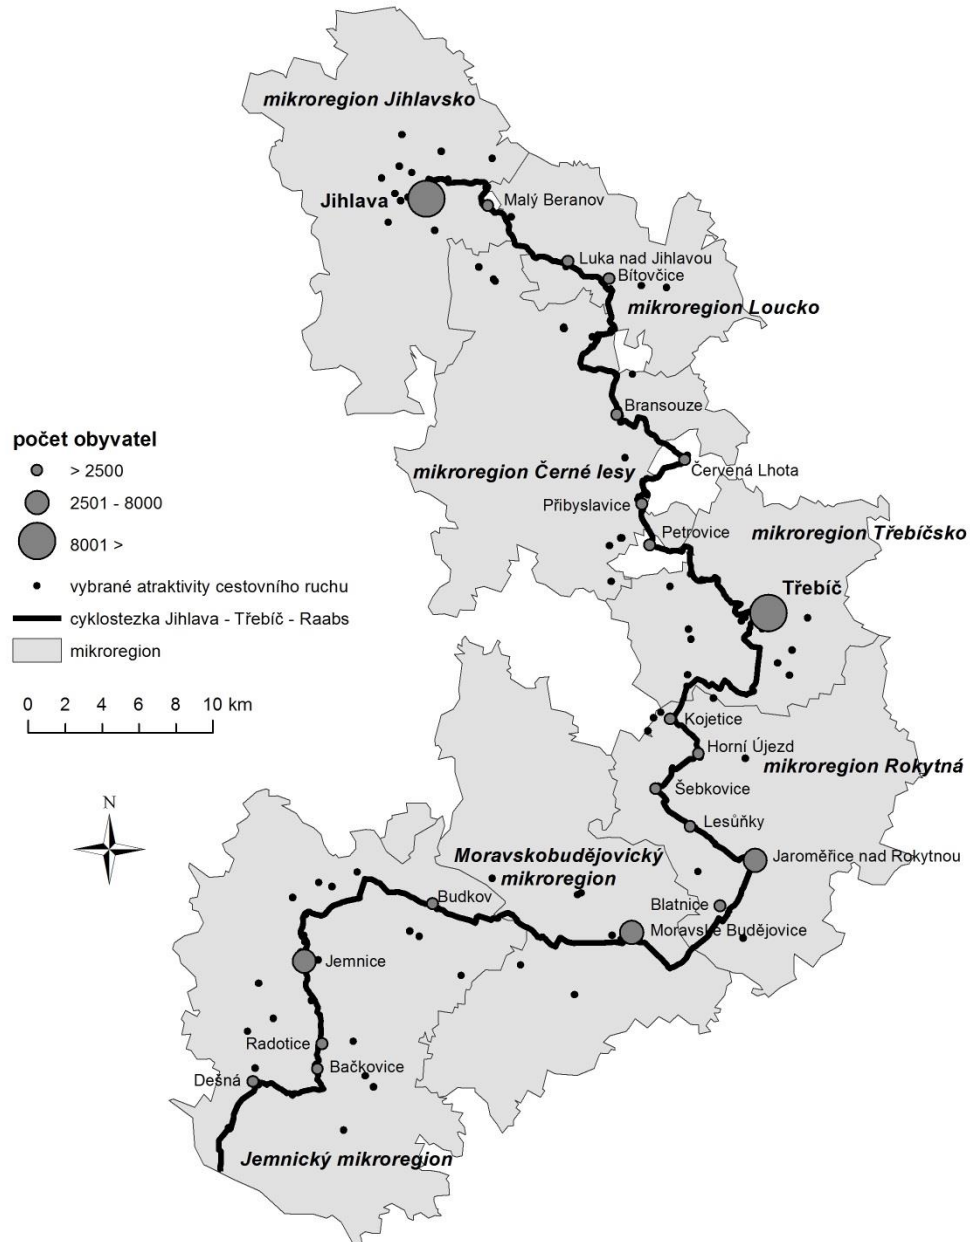 mikroregion Jihlavsko
Jihlava
Malý Beranov
Luka nad Jihlavou
Bítovčice
mikroregion Loucko
Bransouze
počet obyvatel
> 2500
2501 - 8000
8001 >
vybrané atraktivity cestovního ruchu
cyklostezka Jihlava - Třebíč - Raabs
mikroregion
0 2 4 6 8 10 km
mikroregion Černé lesy
Červená Lhota
Přibyslavice
Petrovice
mikroregion Třebíčsko
Třebíč
Kojetice
Horní Újezd
mikroregion Rokytná
Šebkovice
Lesůňky
N
Moravskobudějovický
mikroregion
Jaroměřice nad Rokytnou
Budkov
Blatnice
Moravské Budějovice
Jemnice
Radotice
Bačkovice
Dešná
Jemnický mikroregion